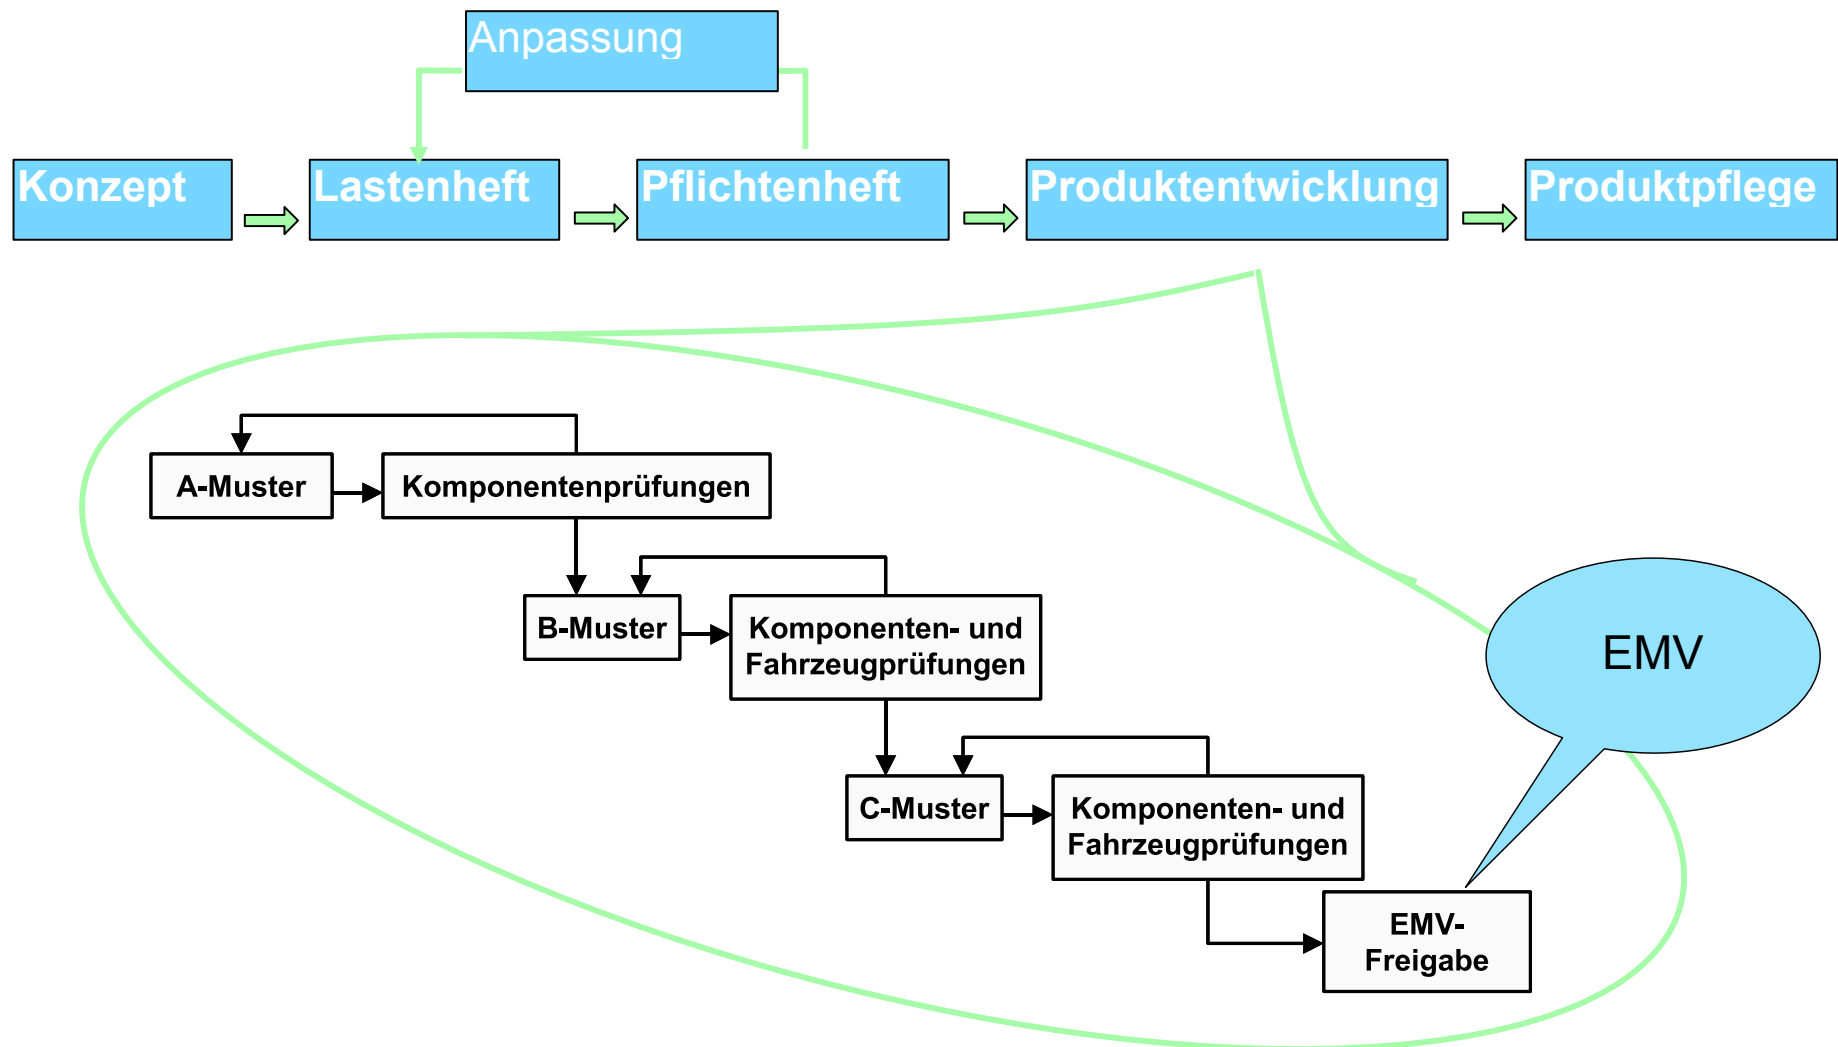 Anpassung
Konzept
Lastenheft
Pflichtenheft
Produktentwicklung
Produktpflege
A-Muster
Komponentenprüfungen
B-Muster
Komponenten- und
Fahrzeugprüfungen
EMV
C-Muster
Komponenten- und
Fahrzeugprüfungen
EMV-
Freigabe